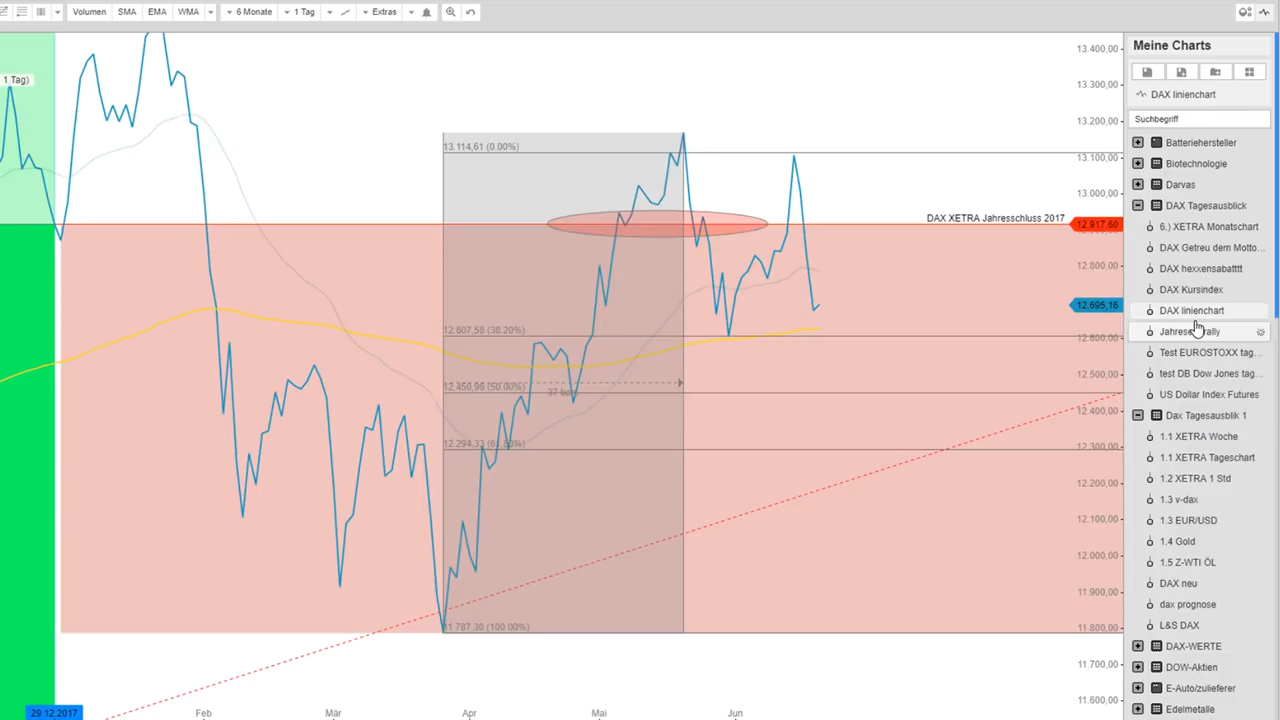 Volumen SMA EMA WMA 6 Monate 1 Tag Extras
1 Tag)
13.114,61 (0.00%)
DAX XETRA Jahresschluss 2017
12.607,58 (38.20%)
12.450,96 (50.00%)
37 bars
12.294,33 (61.80%)
11.787,30 (100.00%)
13.400,00
13.300,00
13.200,00
13.100,00
13.000,00
12.917,60
12.800,00
12.695,16
12.600,00
12.500,00
12.400,00
12.300,00
12.200,00
12.100,00
12.000,00
11.900,00
11.800,00
11.700,00
11.600,00
29.12.2017 Feb Mär Apr Mai Jun
Meine Charts
DAX linienchart
Suchbegriff
Batteriehersteller
Biotechnologie
Darvas
DAX Tagesausblick
6.) XETRA Monatschart
DAX Getreu dem Motto...
DAX hexxensabatttt
DAX Kursindex
DAX linienchart
Test EUROSTOXX tag...
test DB Dow Jones tag...
US Dollar Index Futures
Dax Tagesausblik 1
1.1 XETRA Woche
1.1 XETRA Tageschart
1.2 XETRA 1 Std
1.3 v-dax
1.3 EUR/USD
1.4 Gold
1.5 Z-WTI ÖL
DAX neu
dax prognose
L&S DAX
DAX-WERTE
DOW-Aktien
E-Auto/zulieferer
Edelmetalle